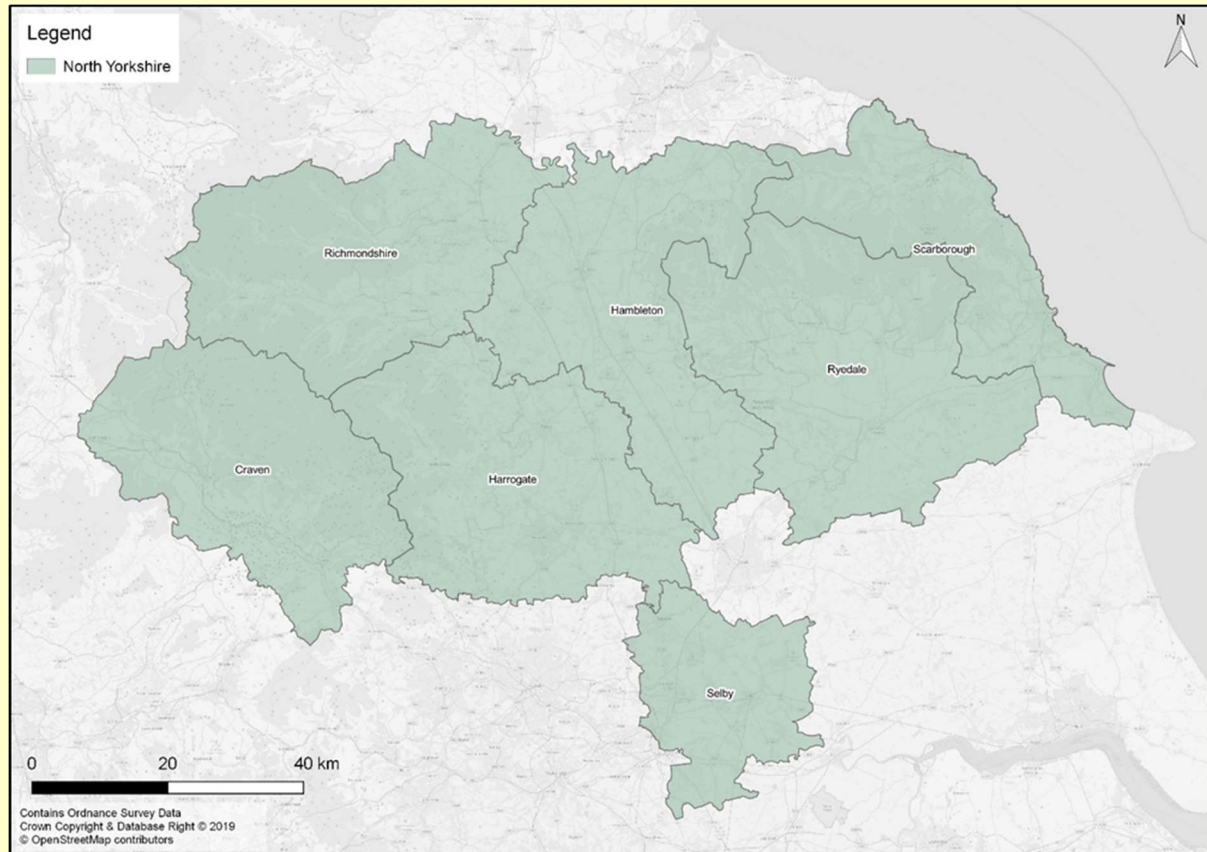 Legend
North Yorkshire
N
Richmondshire
Scarborough
Hambleton
Ryedale
Craven
Harrogate
Selby
0 20 40 km
Contains Ordnance Survey Data
Crown Copyright & Database Right © 2019
© OpenStreetMap contributors